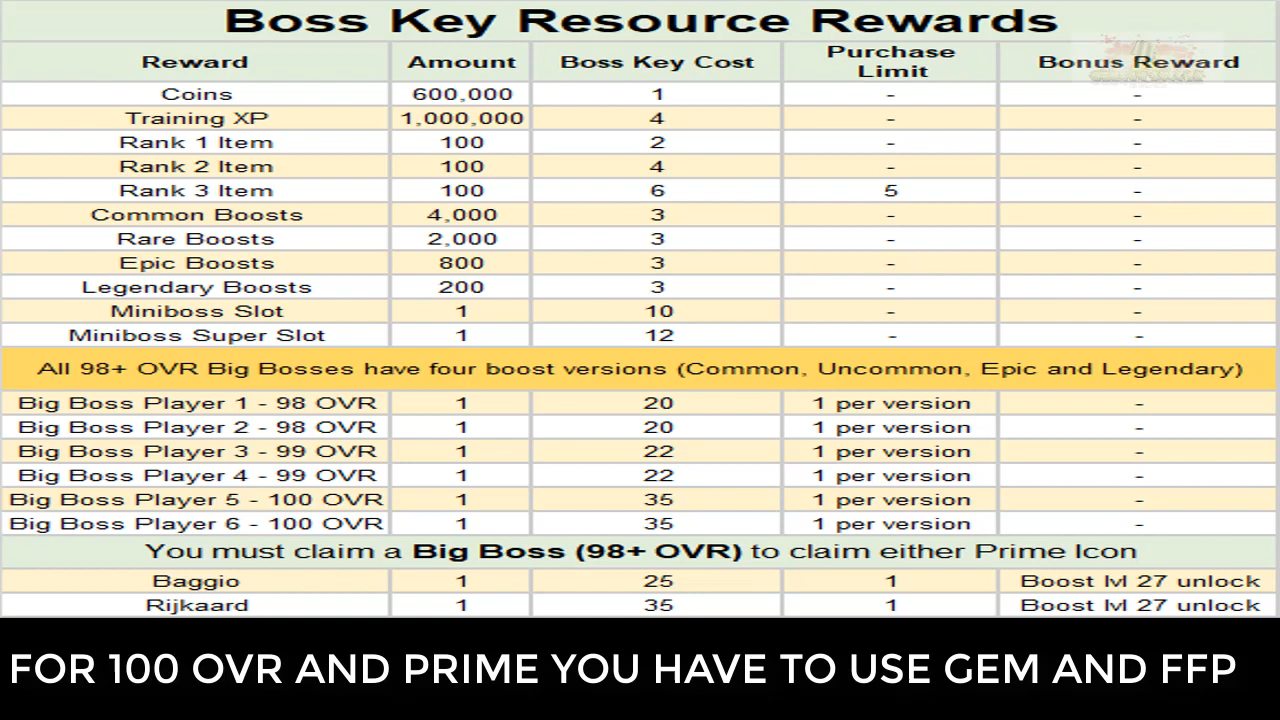 Boss Key Resource Rewards
Reward Amount Boss Key Cost Purchase Limit Bonus Reward
Coins 600,000 1 - -
Training XP 1,000,000 4 - -
Rank 1 Item 100 2 - -
Rank 2 Item 100 4 - -
Rank 3 Item 100 6 5 -
Common Boosts 4,000 3 - -
Rare Boosts 2,000 3 - -
Epic Boosts 800 3 - -
Legendary Boosts 200 3 - -
Miniboss Slot 1 10 - -
Miniboss Super Slot 1 12 - -
All 98+ OVR Big Bosses have four boost versions (Common, Uncommon, Epic and Legendary)
Big Boss Player 1 - 98 OVR 1 20 1 per version -
Big Boss Player 2 - 98 OVR 1 20 1 per version -
Big Boss Player 3 - 99 OVR 1 22 1 per version -
Big Boss Player 4 - 99 OVR 1 22 1 per version -
Big Boss Player 5 - 100 OVR 1 35 1 per version -
Big Boss Player 6 - 100 OVR 1 35 1 per version -
You must claim a Big Boss (98+ OVR) to claim either Prime Icon
Baggio 1 25 1 Boost lvl 27 unlock
Rijkaard 1 35 1 Boost lvl 27 unlock
FOR 100 OVR AND PRIME YOU HAVE TO USE GEM AND FFP